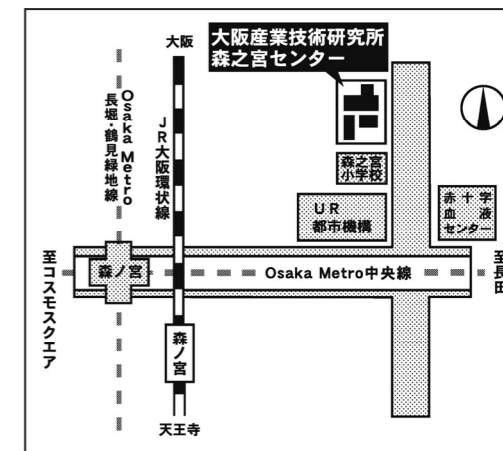 大阪
大阪産業技術研究所
森之宮センター
Osaka Metro
長堀・鶴見緑地線
JR大阪環状線
森之宮
小学校
UR
都市機構
赤十字
血液
センター
至コスモスクエア
森ノ宮
Osaka Metro中央線
至長田
森ノ宮
天王寺